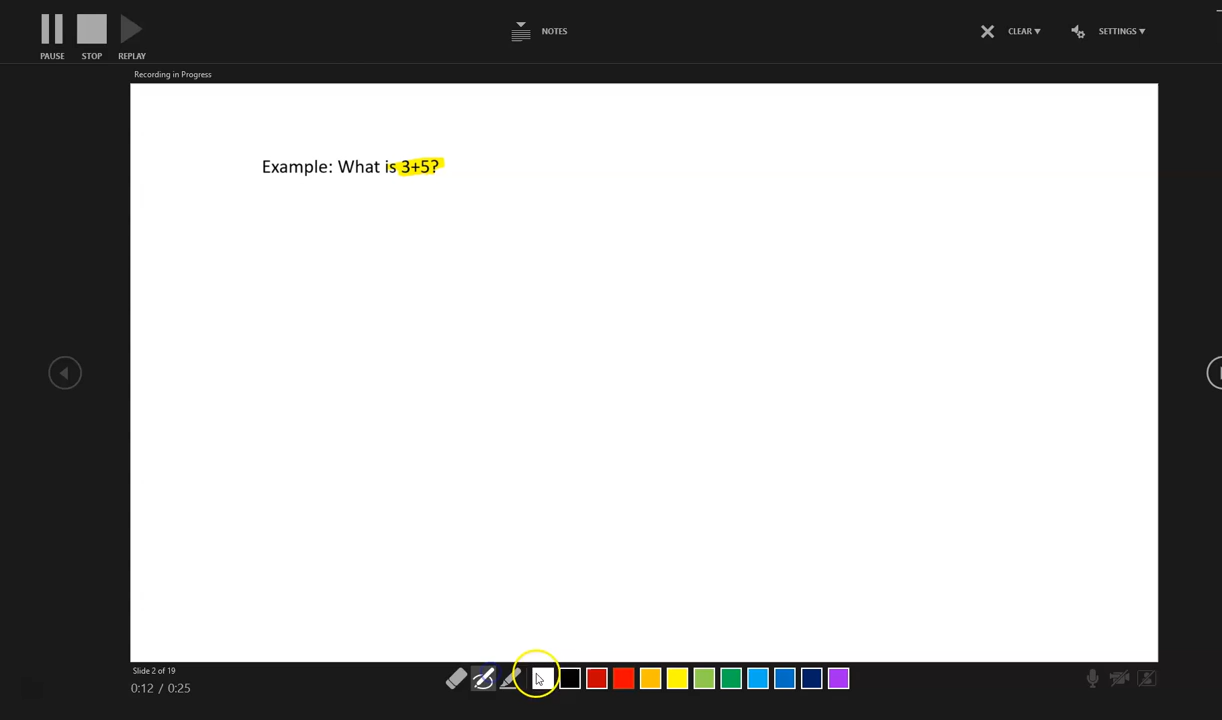 NOTES
CLEAR
SETTINGS
PAUSE STOP REPLAY
Recording in Progress
Example: What is 3+5?
Slide 2 of 19
0:12 / 0:25